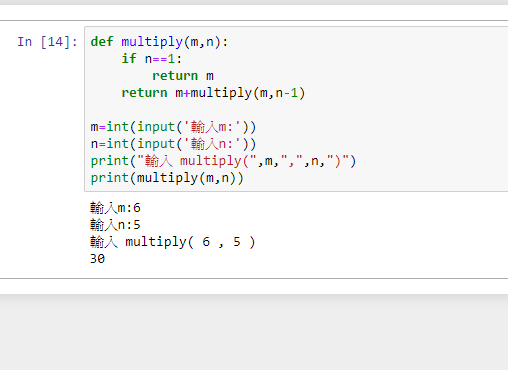 In [14]: def multiply(m,n):
if n==1:
return m
return m+multiply(m,n-1)
m=int(input('輸入m:'))
n=int(input('輸入n:'))
print("輸入 multiply(",m,",",n,")")
print(multiply(m,n))
輸入m:6
輸入n:5
輸入 multiply( 6 , 5 )
30